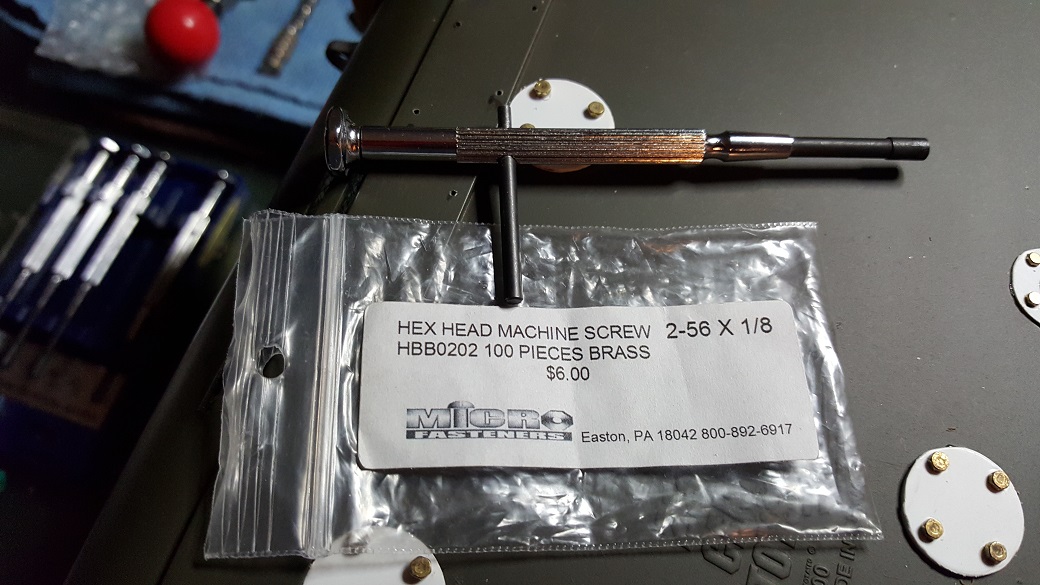 HEX HEAD MACHINE SCREW 2-56 X 1/8
HBB0202 100 PIECES BRASS
$6.00
MICRO
FASTENERS
Easton, PA 18042 800-892-6917